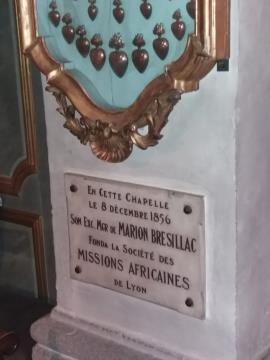 En Cette Chapelle
le 8 décembre 1856
Son Exc. Mgr de Marion Bresillac
Fonda la Société des
Missions Africaines
de Lyon